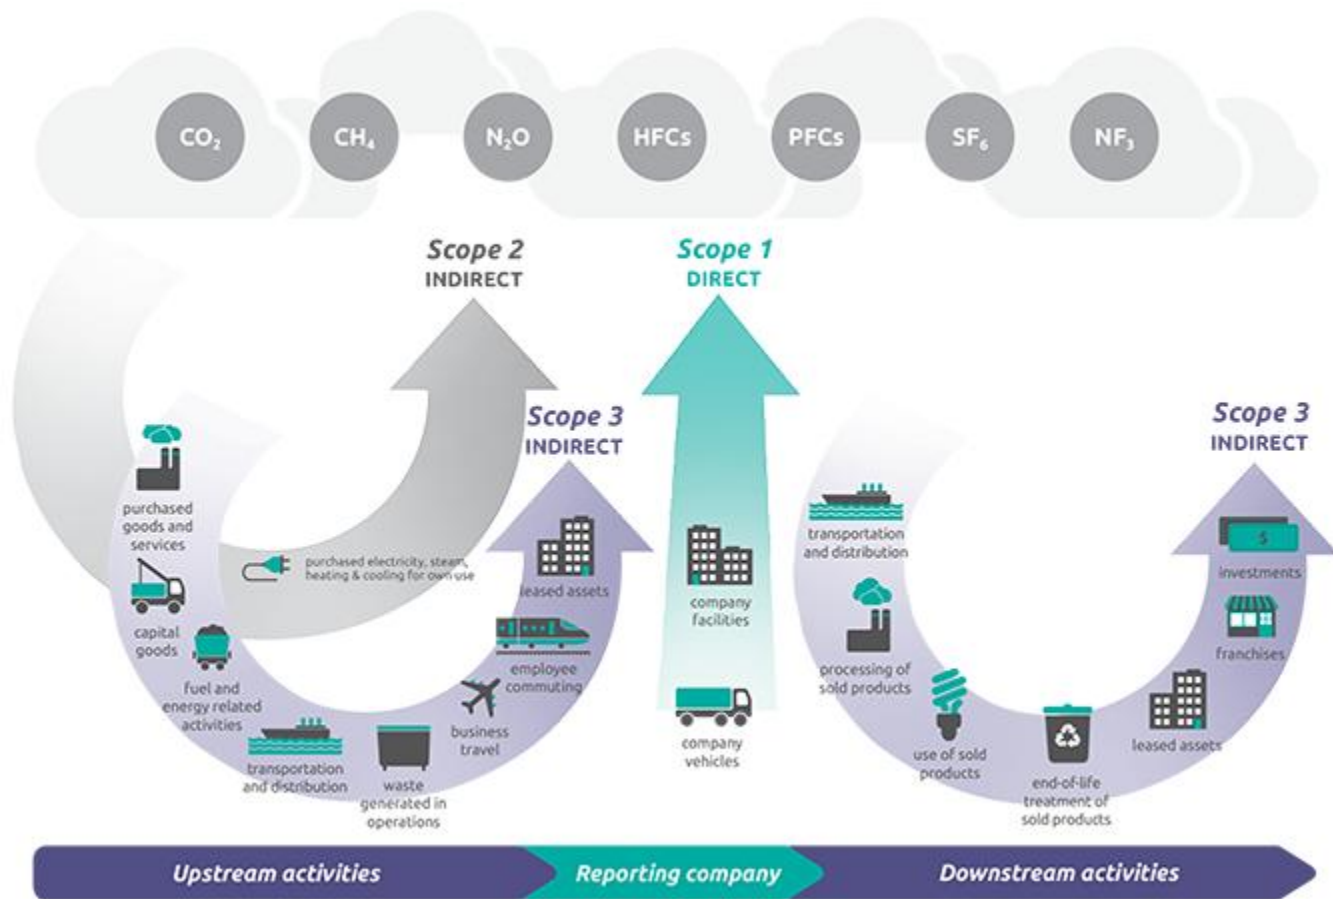 CO₂
CH₄
N₂O
HFCs
PFCs
SF₆
NF₃
Scope 2
INDIRECT
Scope 1
DIRECT
Scope 3
INDIRECT
Scope 3
INDIRECT
purchased
goods and
services
capital
goods
fuel and
energy related
activities
transportation
and distribution
waste
generated in
operations
business
travel
employee
commuting
leased assets
purchased electricity, steam,
heating & cooling for own use
company
facilities
company
vehicles
transportation
and distribution
processing of
sold products
use of sold
products
end-of-life
treatment of
sold products
leased assets
franchises
investments
$
Upstream activities
Reporting company
Downstream activities